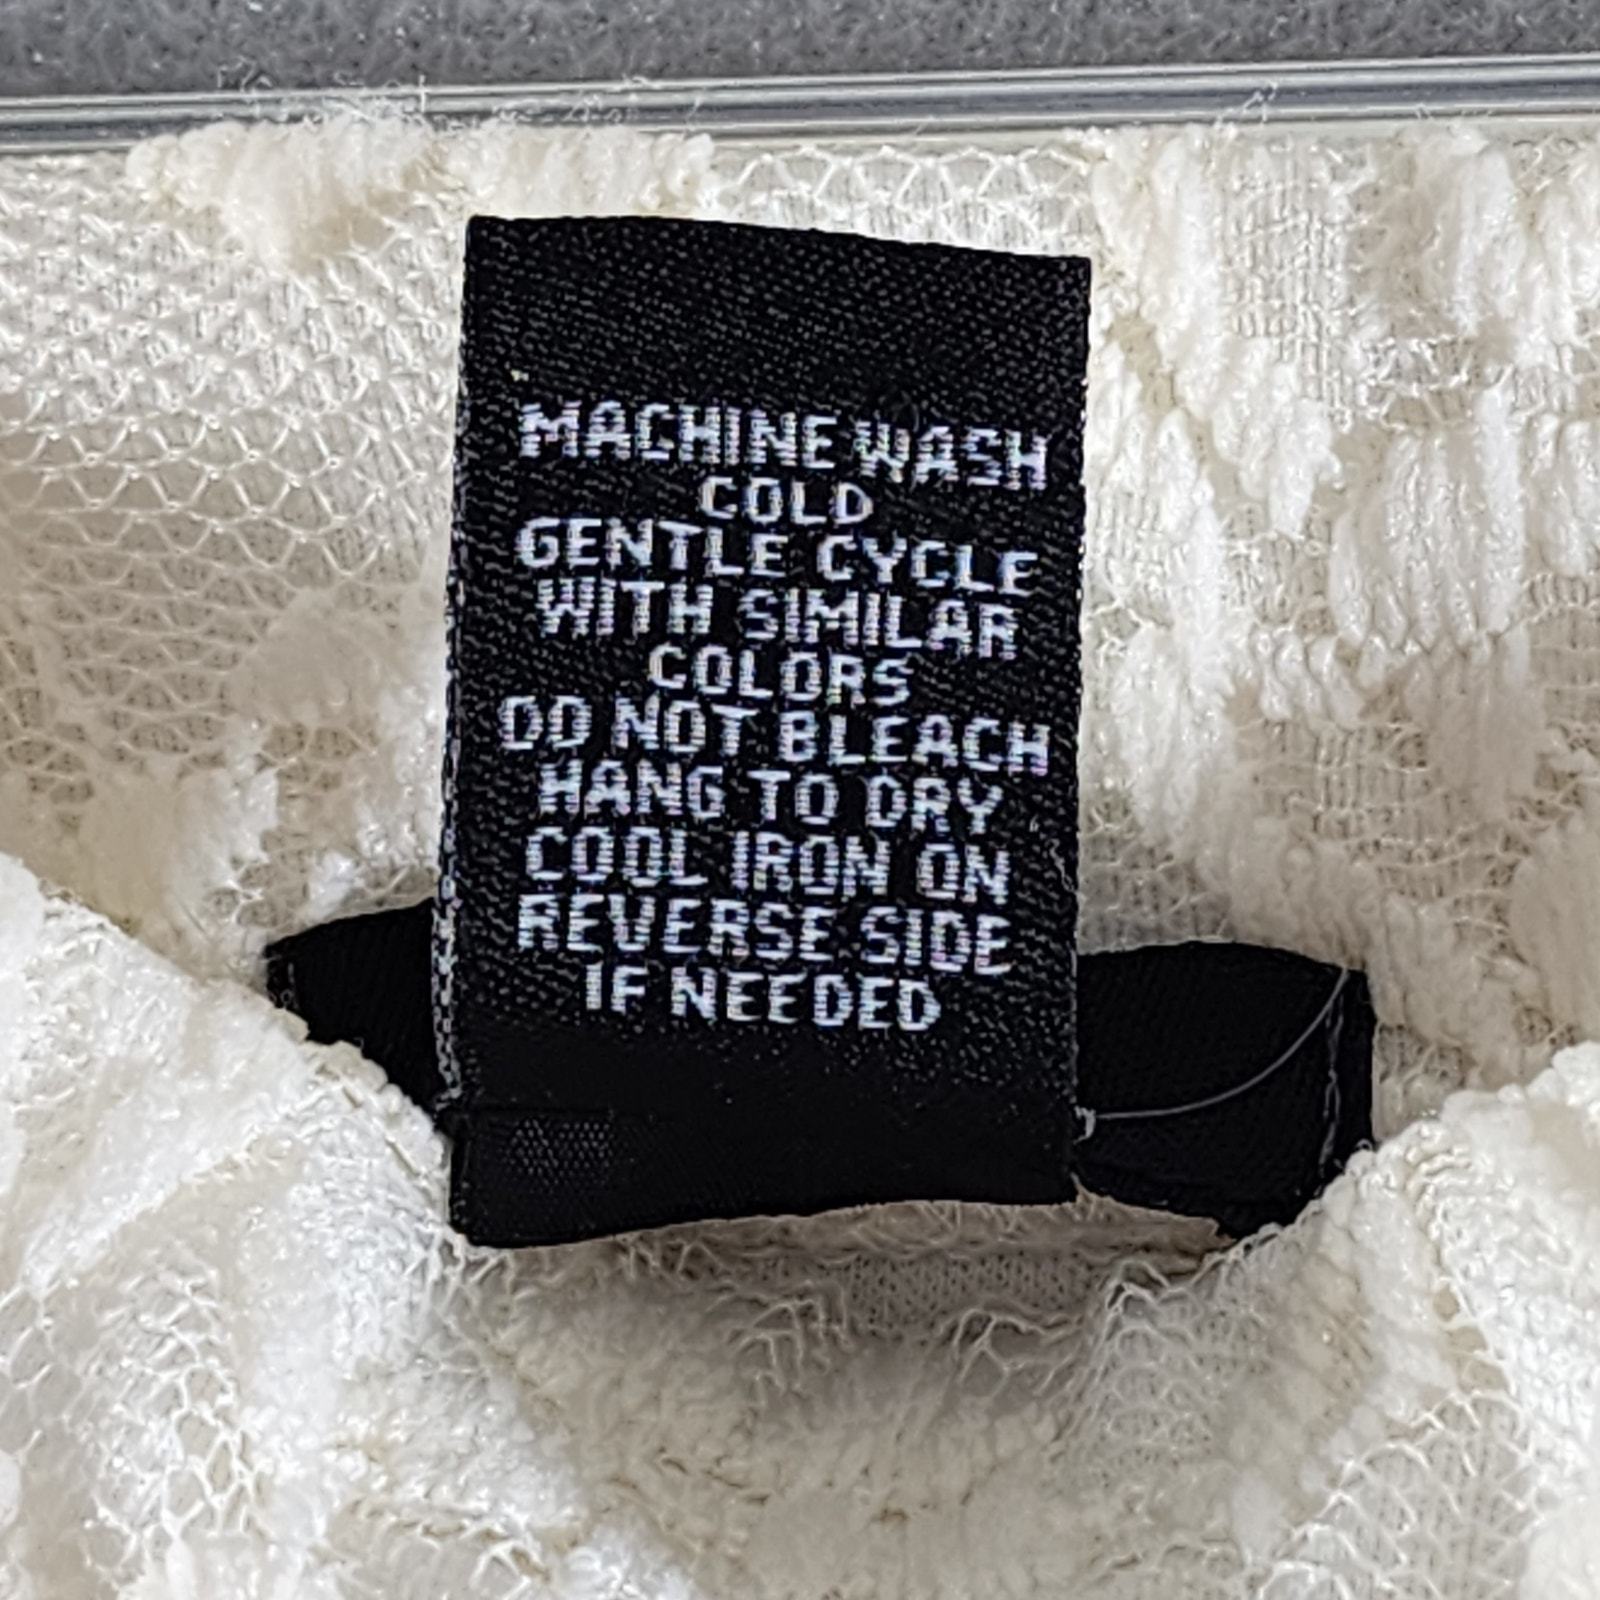 MACHINE WASH
COLD
GENTLE CYCLE
WITH SIMILAR
COLORS
DO NOT BLEACH
HANG TO DRY
COOL IRON ON
REVERSE SIDE
IF NEEDED